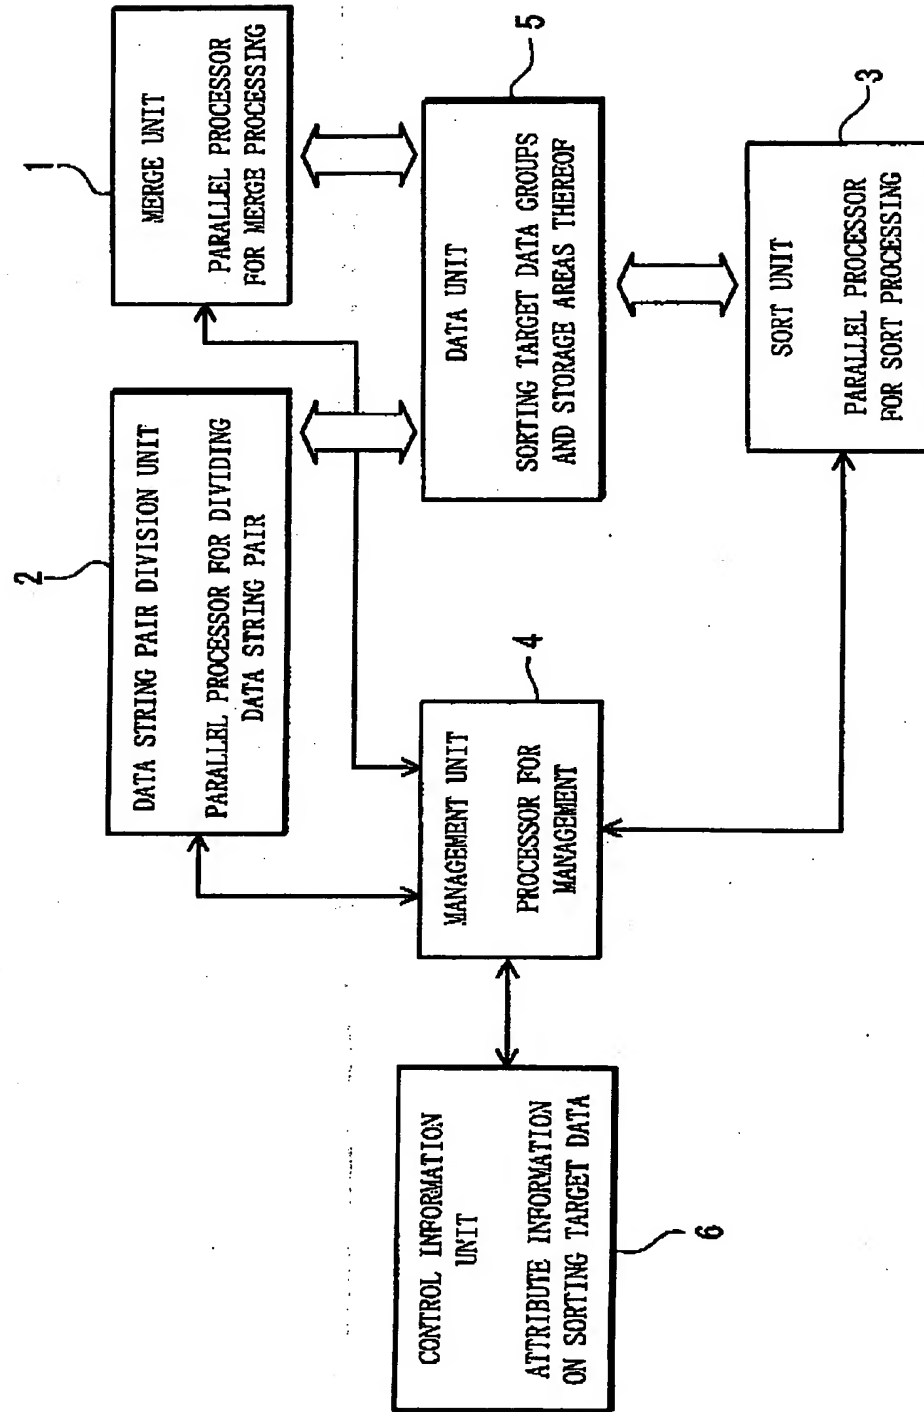 1
MERGE UNIT
PARALLEL PROCESSOR
FOR MERGE PROCESSING
2
DATA STRING PAIR DIVISION UNIT
PARALLEL PROCESSOR FOR DIVIDING
DATA STRING PAIR
5
DATA UNIT
SORTING TARGET DATA GROUPS
AND STORAGE AREAS THEREOF
4
MANAGEMENT UNIT
PROCESSOR FOR
MANAGEMENT
3
SORT UNIT
PARALLEL PROCESSOR
FOR SORT PROCESSING
CONTROL INFORMATION
UNIT
ATTRIBUTE INFORMATION
ON SORTING TARGET DATA
6